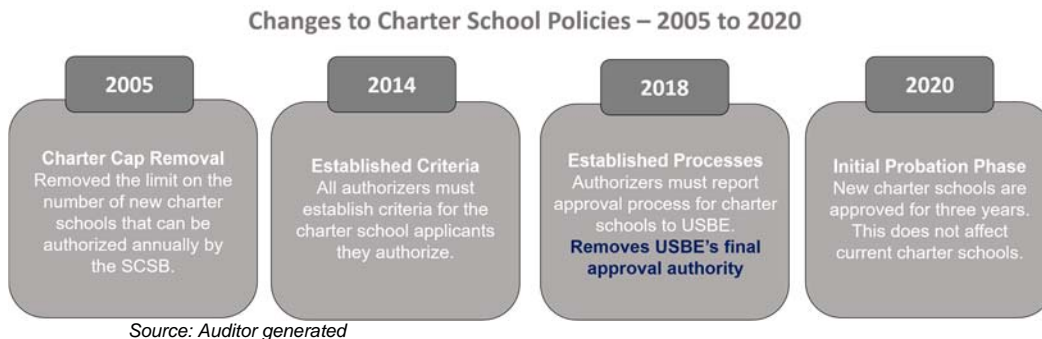 Changes to Charter School Policies – 2005 to 2020
2005
Charter Cap Removal
Removed the limit on the
number of new charter
schools that can be
authorized annually by
the SCSB.
2014
Established Criteria
All authorizers must
establish criteria for the
charter school applicants
they authorize.
2018
Established Processes
Authorizers must report
approval process for charter
schools to USBE.
Removes USBE’s final
approval authority
2020
Initial Probation Phase
New charter schools are
approved for three years.
This does not affect
current charter schools.
Source: Auditor generated